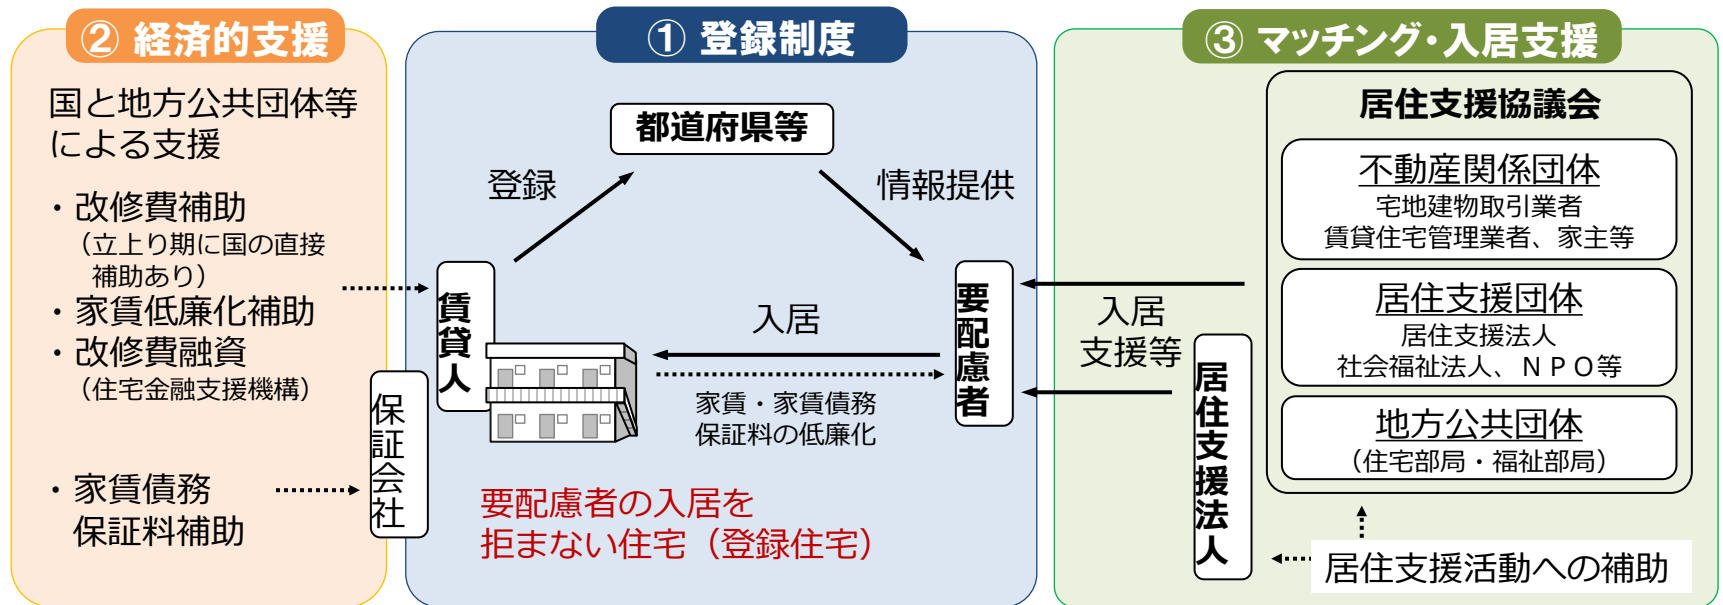 ② 経済的支援
国と地方公共団体等
による支援
・改修費補助
（立上り期に国の直接
補助あり）
・家賃低廉化補助
・改修費融資
（住宅金融支援機構）
・家賃債務
保証料補助
保証会社
① 登録制度
都道府県等
登録
情報提供
賃貸人
入居
要配慮者
家賃・家賃債務
保証料の低廉化
要配慮者の入居を
拒まない住宅（登録住宅）
③ マッチング・入居支援
居住支援協議会
不動産関係団体
宅地建物取引業者
賃貸住宅管理業者、家主等
居住支援団体
居住支援法人
社会福祉法人、ＮＰＯ等
地方公共団体
（住宅部局・福祉部局）
入居
支援等
居住支援法人
居住支援活動への補助